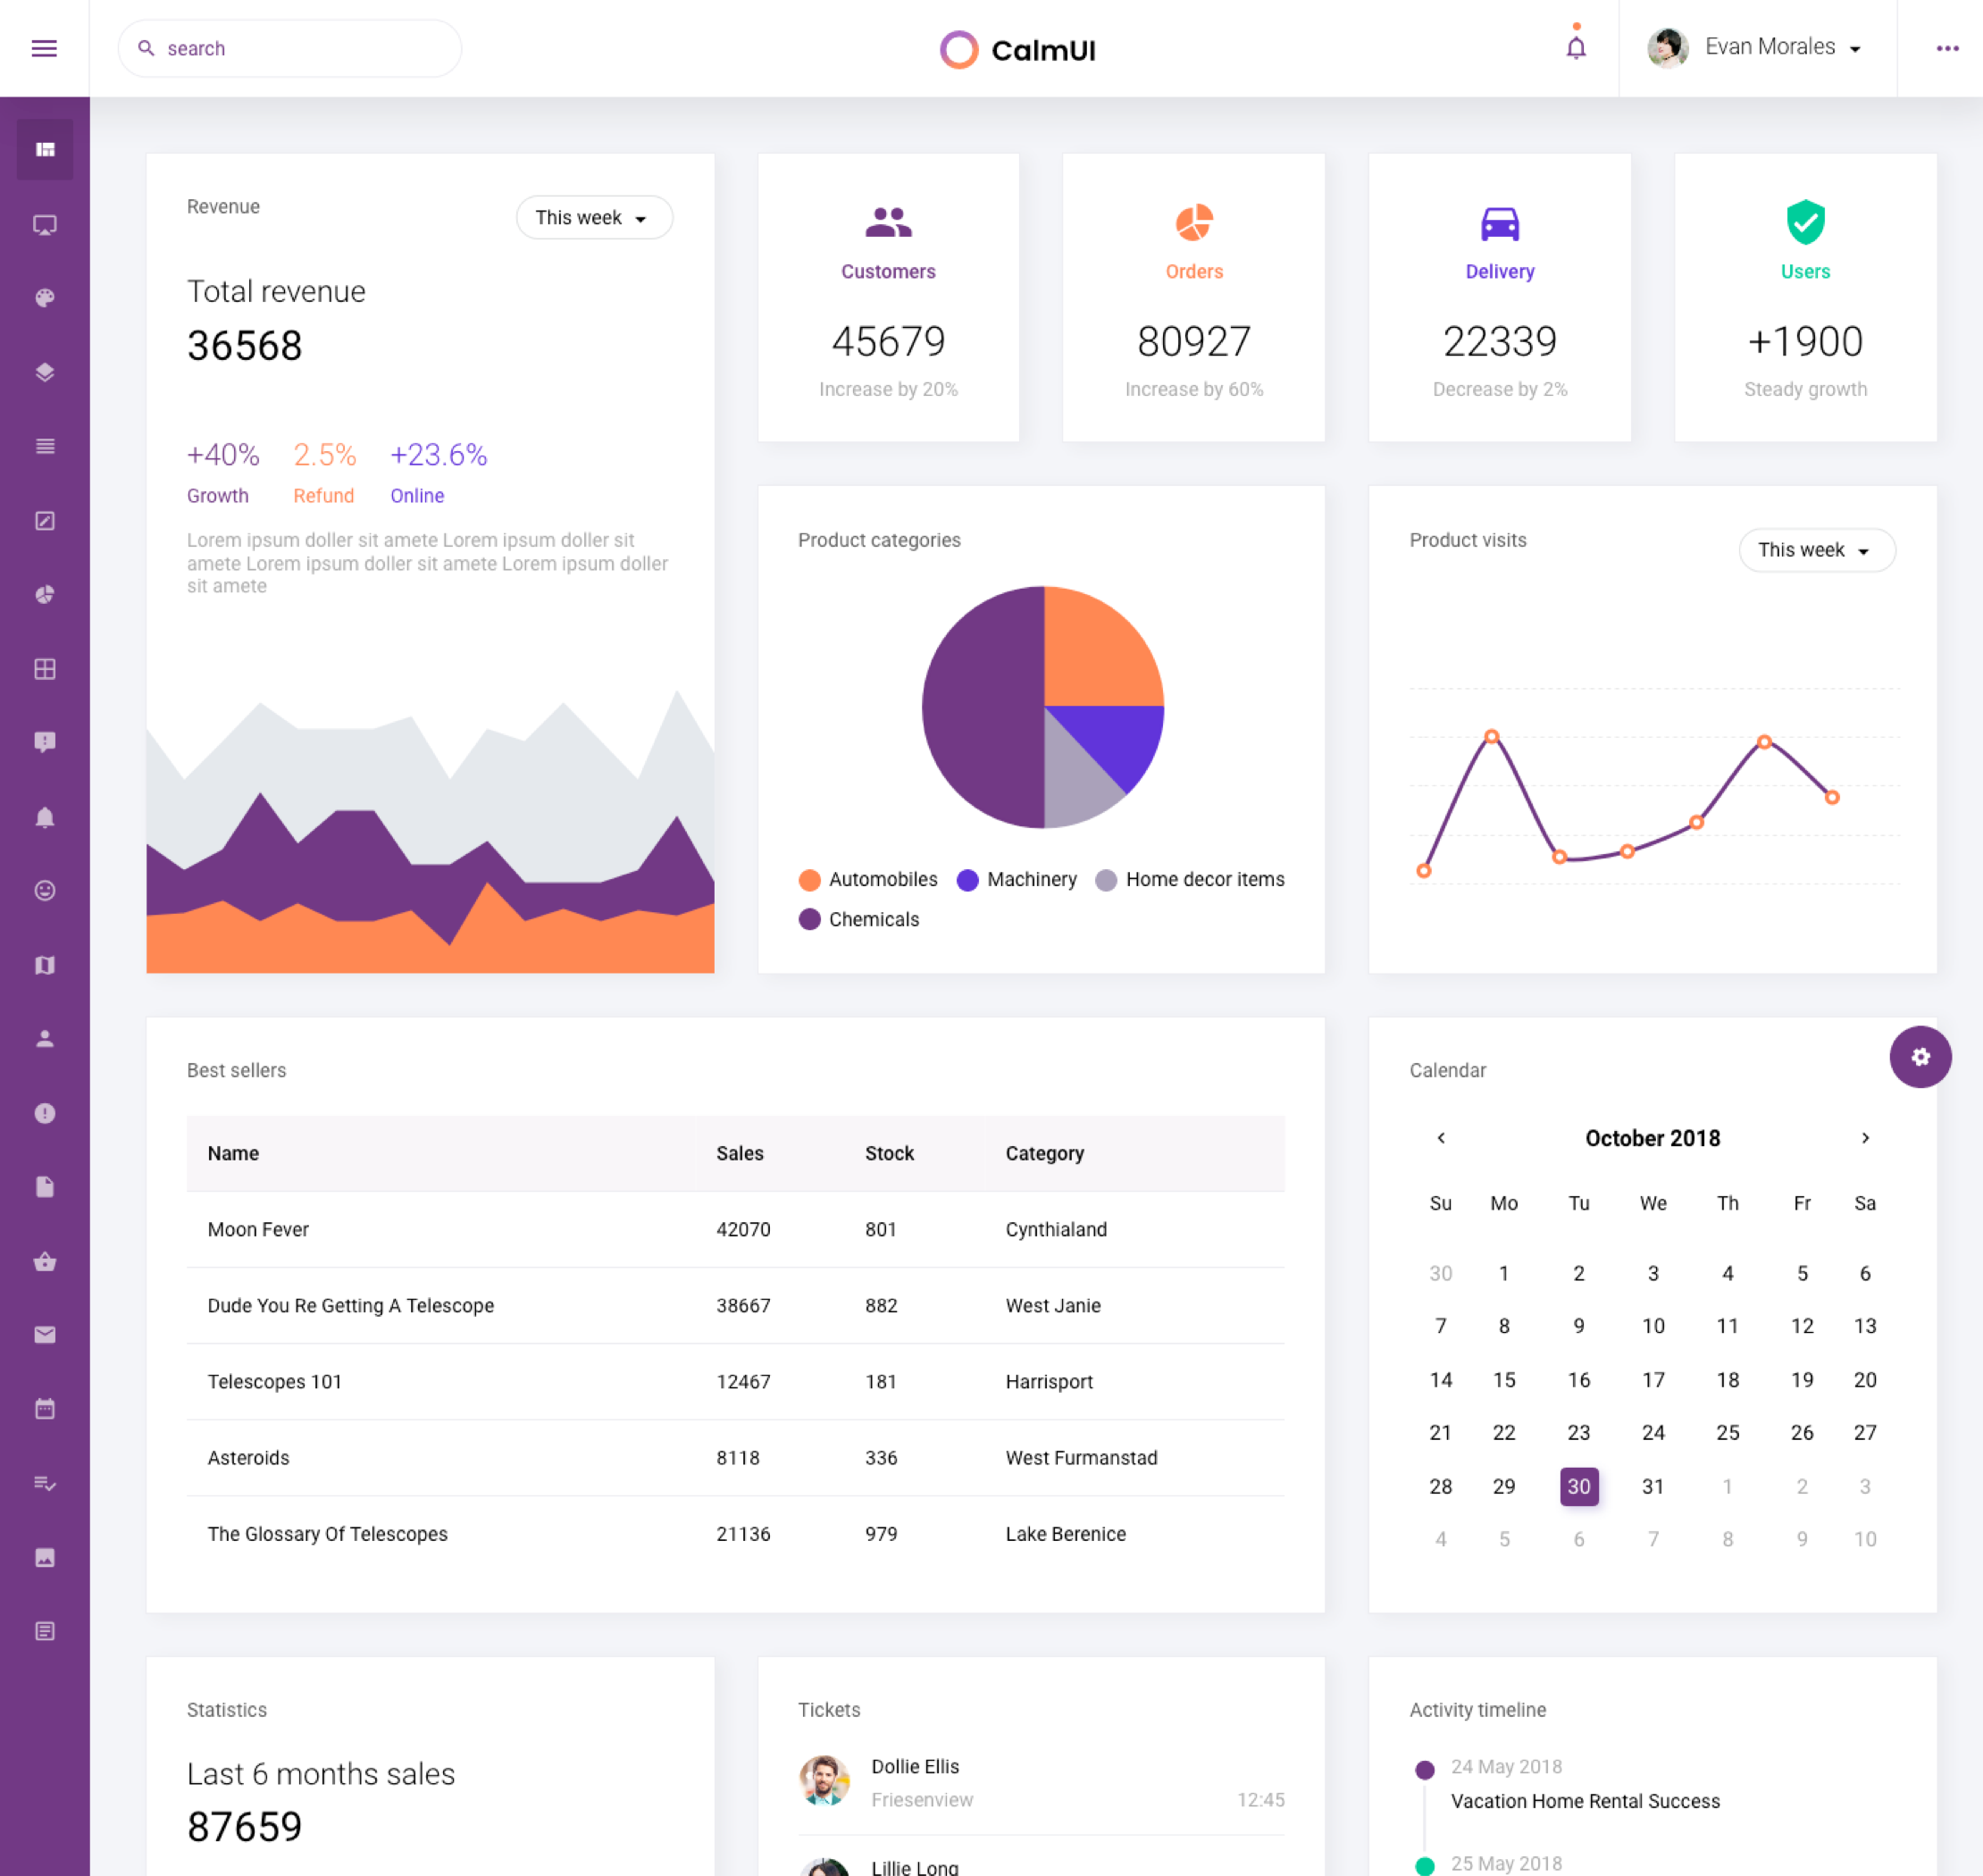 search
CalmUI
Evan Morales
Revenue
This week
Total revenue
36568
+40% 2.5% +23.6%
Growth Refund Online
Lorem ipsum doller sit amete Lorem ipsum doller sit
amete Lorem ipsum doller sit amete Lorem ipsum doller
sit amete
Customers
45679
Increase by 20%
Orders
80927
Increase by 60%
Delivery
22339
Decrease by 2%
Users
+1900
Steady growth
Product categories
Automobiles Machinery Home decor items
Chemicals
Product visits
This week
Best sellers
Name Sales Stock Category
Moon Fever 42070 801 Cynthialand
Dude You Re Getting A Telescope 38667 882 West Janie
Telescopes 101 12467 181 Harrisport
Asteroids 8118 336 West Furmanstad
The Glossary Of Telescopes 21136 979 Lake Berenice
Calendar
October 2018
Su Mo Tu We Th Fr Sa
30 1 2 3 4 5 6
7 8 9 10 11 12 13
14 15 16 17 18 19 20
21 22 23 24 25 26 27
28 29 30 31 1 2 3
4 5 6 7 8 9 10
Statistics
Last 6 months sales
87659
Tickets
Dollie Ellis
Friesenview 12:45
Lillie Long
Activity timeline
24 May 2018
Vacation Home Rental Success
25 May 2018